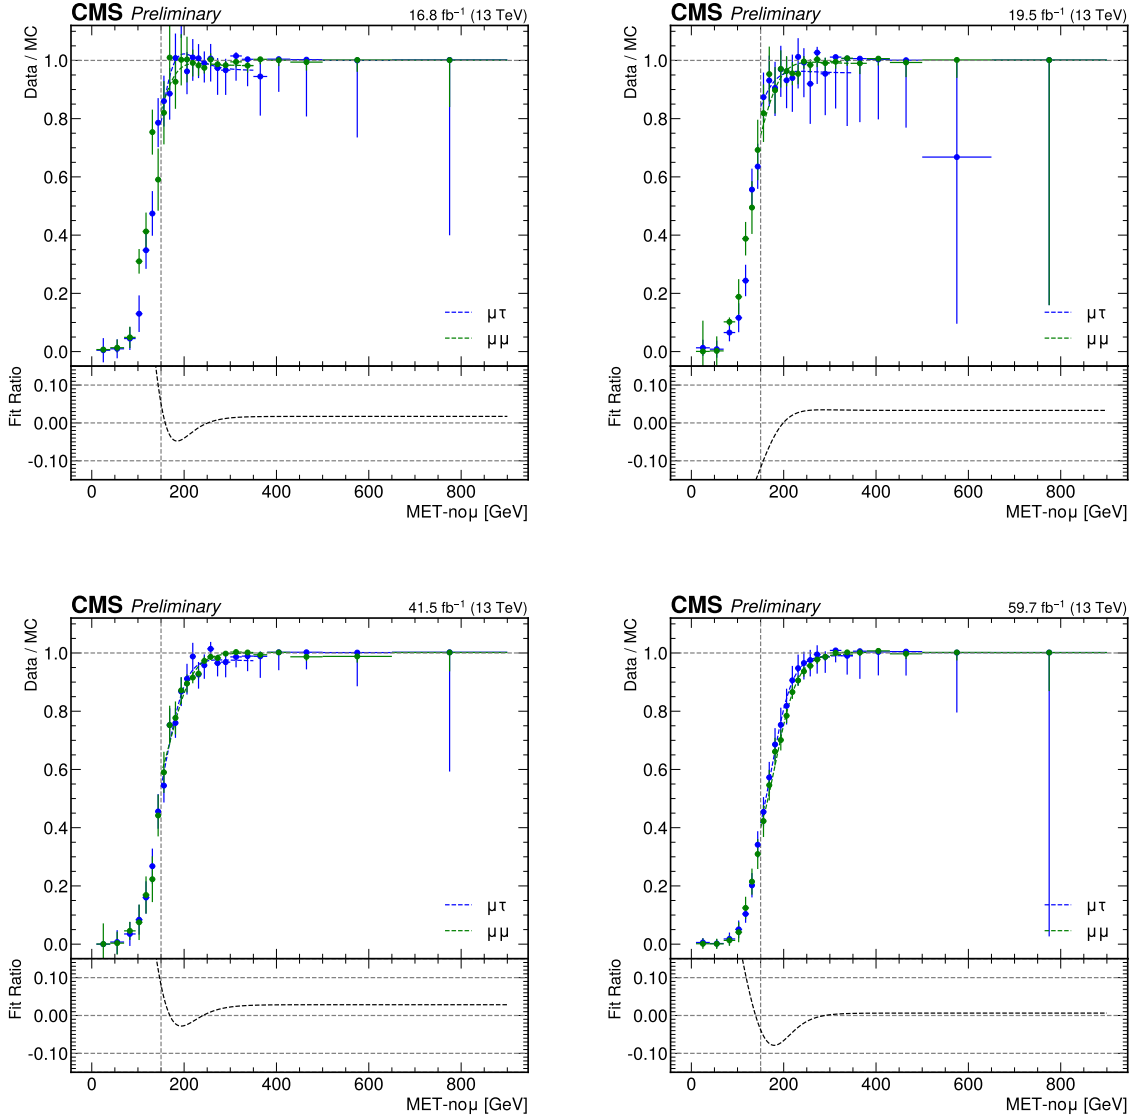 CMS Preliminary 16.8 fb⁻¹ (13 TeV)
Data / MC
1.0
0.8
0.6
0.4
0.2
0.0
μτ
μμ
Fit Ratio
0.10
0.00
-0.10
0 200 400 600 800
MET-noμ [GeV]
CMS Preliminary 19.5 fb⁻¹ (13 TeV)
Data / MC
1.0
0.8
0.6
0.4
0.2
0.0
μτ
μμ
Fit Ratio
0.10
0.00
-0.10
0 200 400 600 800
MET-noμ [GeV]
CMS Preliminary 41.5 fb⁻¹ (13 TeV)
Data / MC
1.0
0.8
0.6
0.4
0.2
0.0
μτ
μμ
Fit Ratio
0.10
0.00
-0.10
0 200 400 600 800
MET-noμ [GeV]
CMS Preliminary 59.7 fb⁻¹ (13 TeV)
Data / MC
1.0
0.8
0.6
0.4
0.2
0.0
μτ
μμ
Fit Ratio
0.10
0.00
-0.10
0 200 400 600 800
MET-noμ [GeV]